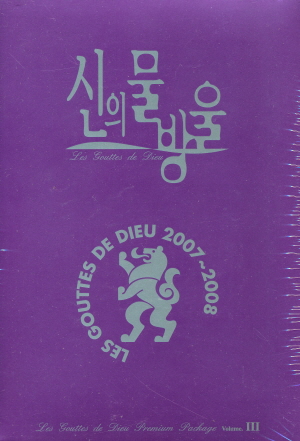 신의 물방울
Les Gouttes de Dieu
LES GOUTTES DE DIEU 2007~2008
Les Gouttes de Dieu Premium Package Volume. III